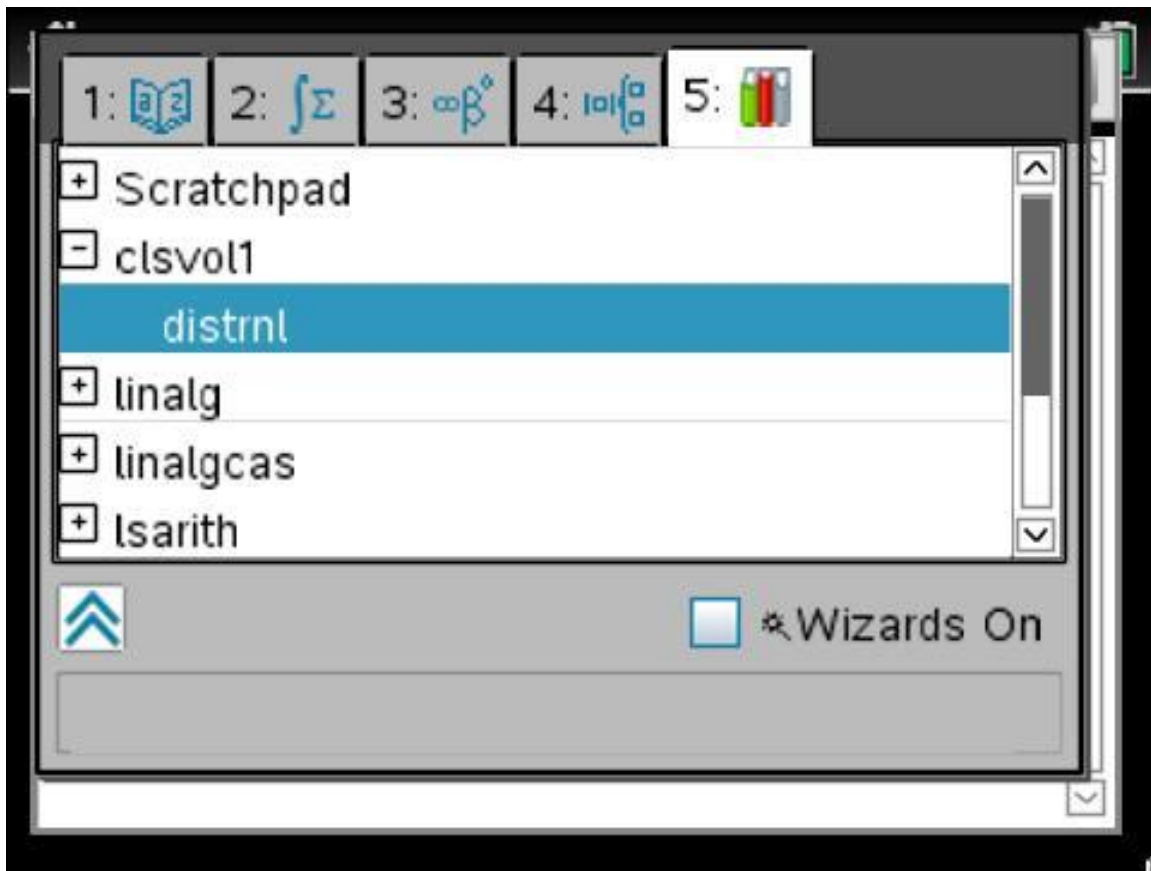 1: 2: ∫Σ 3: ∞β° 4: 5:
Scratchpad
clsvol1
distrnl
linalg
linalgcas
lsarith
Wizards On